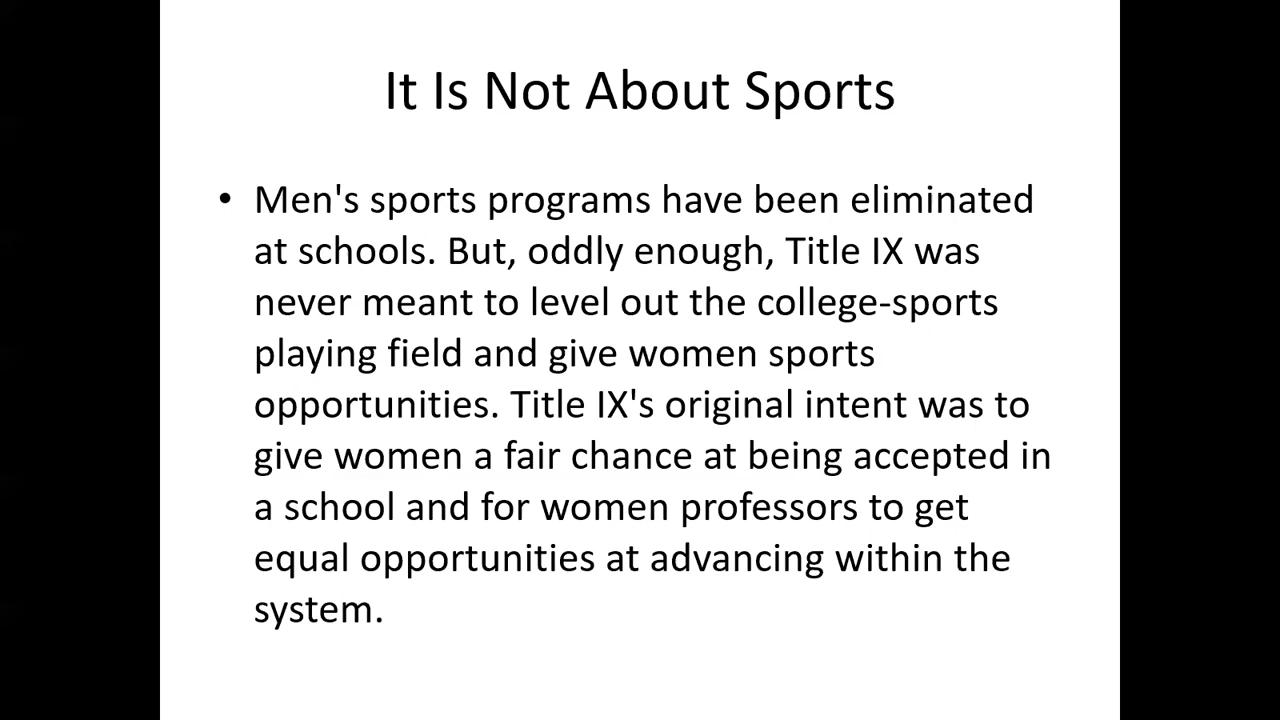 It Is Not About Sports
• Men's sports programs have been eliminated
at schools. But, oddly enough, Title IX was
never meant to level out the college-sports
playing field and give women sports
opportunities. Title IX's original intent was to
give women a fair chance at being accepted in
a school and for women professors to get
equal opportunities at advancing within the
system.